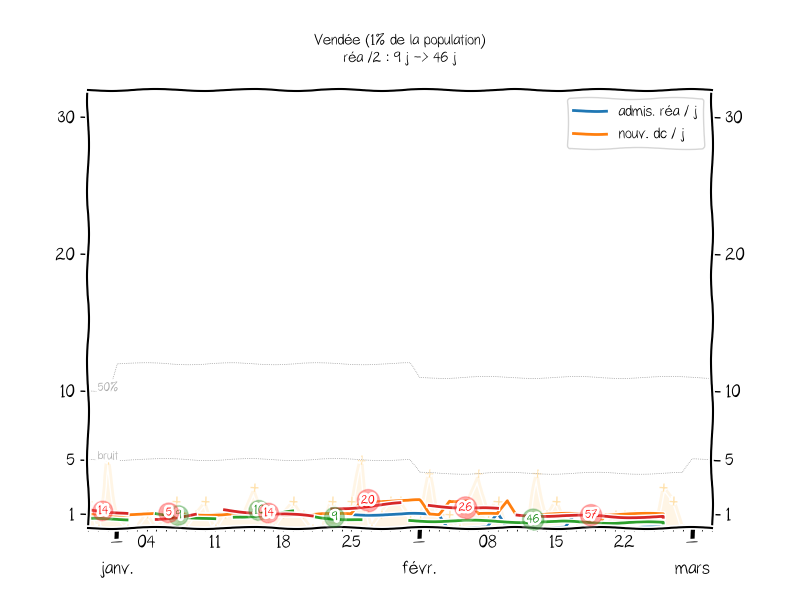 Vendée (1% de la population)
réa /2 : 9 j -> 46 j
admis. réa / j
nouv. dc / j
30 30
20 20
50%
10 10
bruit
5 5
14 5 14 9 20 26 46 57
1 1
04 11 18 25 08 15 22
janv. févr. mars